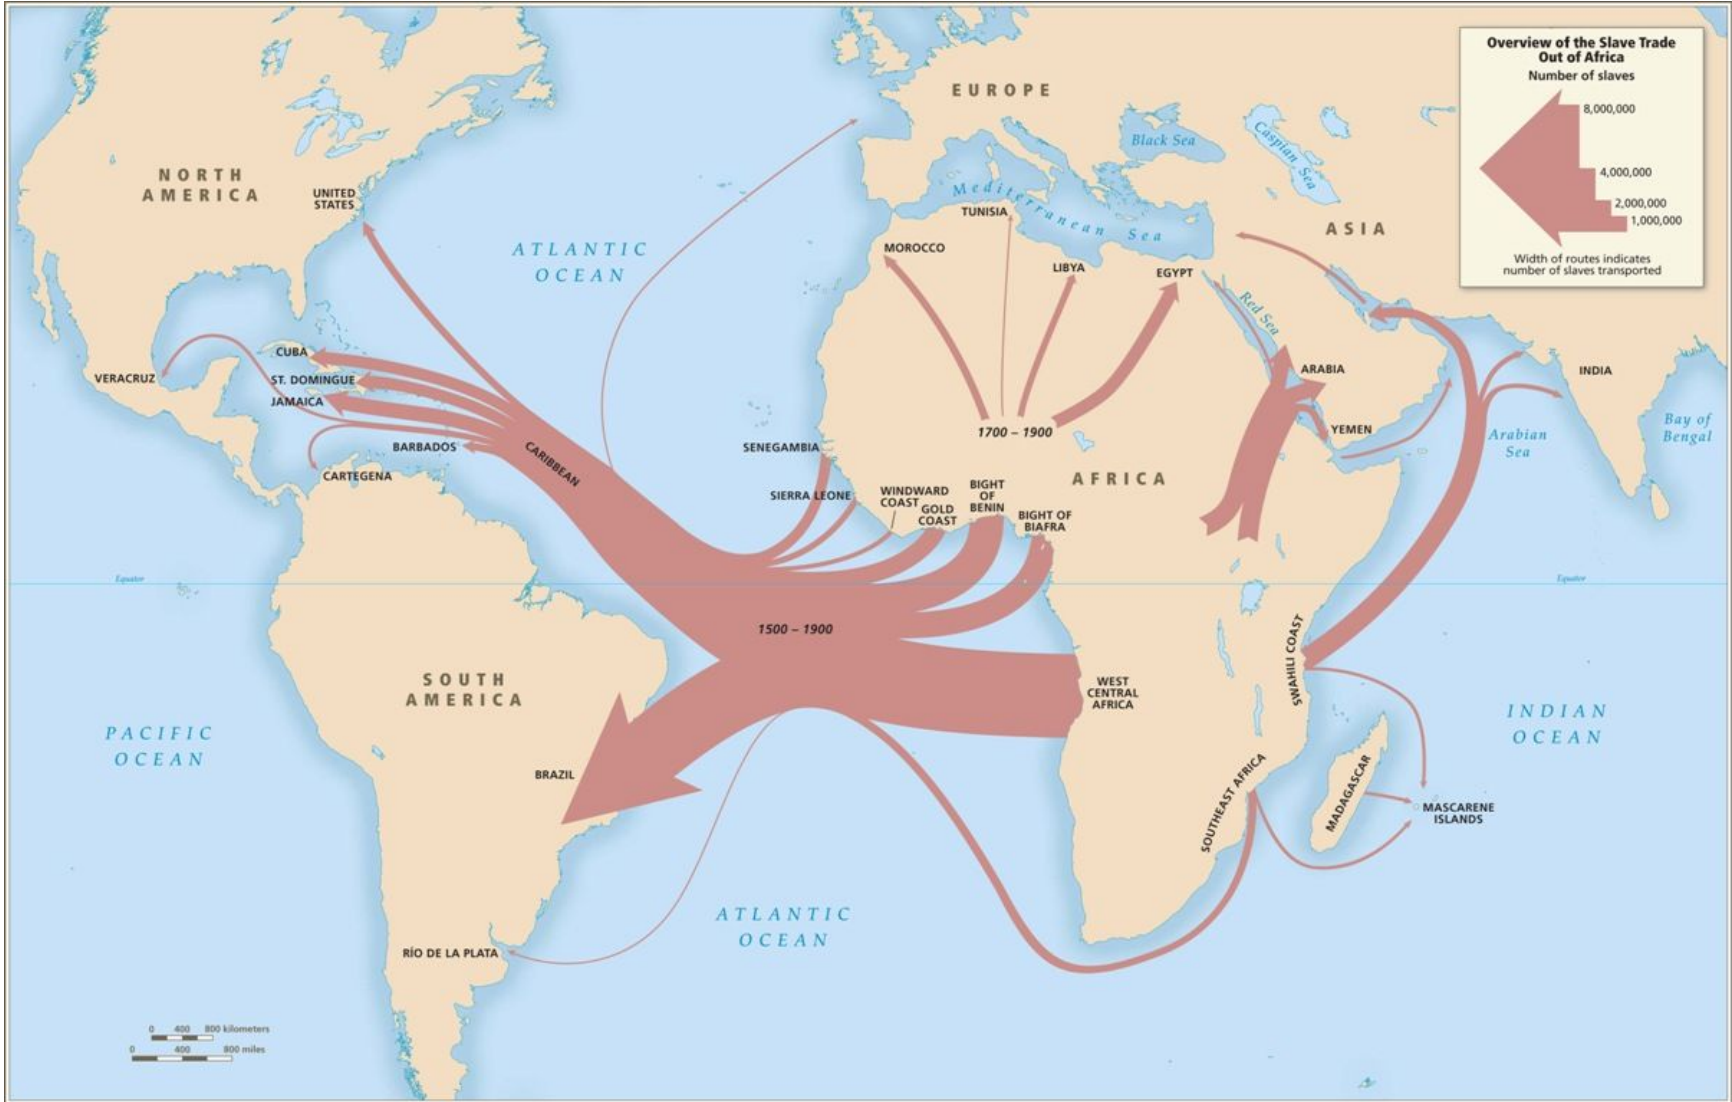 Overview of the Slave Trade
Out of Africa
Number of slaves
8,000,000
4,000,000
2,000,000
1,000,000
Width of routes indicates
number of slaves transported
EUROPE
Black Sea
Caspian Sea
NORTH
AMERICA
UNITED
STATES
Mediterranean Sea
TUNISIA
ASIA
ATLANTIC
OCEAN
MOROCCO
LIBYA
EGYPT
Red Sea
CUBA
VERACRUZ
ST. DOMINGUE
JAMAICA
ARABIA
INDIA
BARBADOS
CARIBBEAN
CARTEGENA
SENEGAMBIA
1700 – 1900
YEMEN
Arabian
Sea
Bay of
Bengal
AFRICA
SIERRA LEONE
WINDWARD
COAST
GOLD
COAST
BIGHT
OF
BENIN
BIGHT OF
BIAFRA
Equator
Equator
1500 – 1900
SOUTH
AMERICA
WEST
CENTRAL
AFRICA
SWAHILI COAST
PACIFIC
OCEAN
INDIAN
OCEAN
BRAZIL
SOUTHEAST AFRICA
MADAGASCAR
MASCARENE
ISLANDS
ATLANTIC
OCEAN
RÍO DE LA PLATA
0 400 800 kilometers
0 400 800 miles